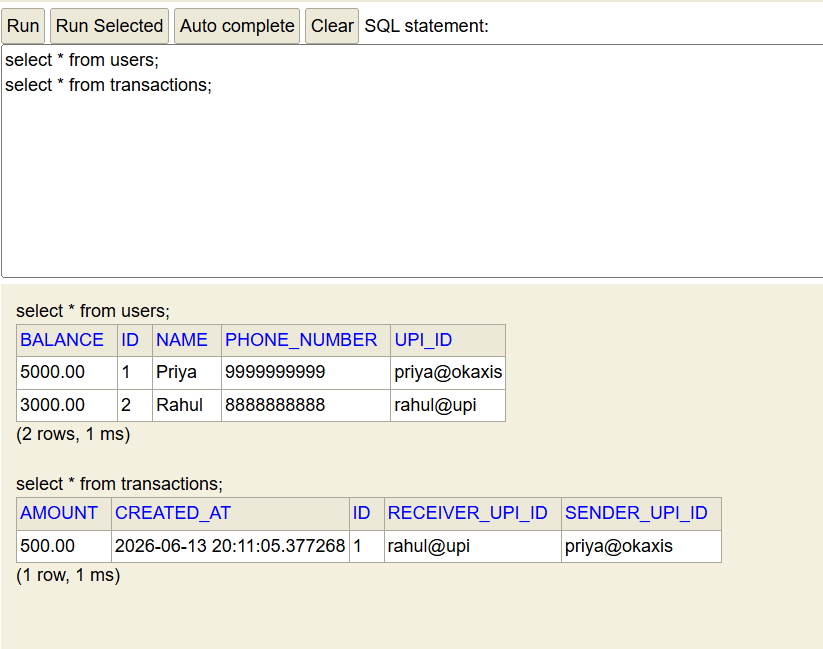 Run Run Selected Auto complete Clear SQL statement:
select * from users;
select * from transactions;
select * from users;
BALANCE ID NAME PHONE_NUMBER UPI_ID
5000.00 1 Priya 9999999999 priya@okaxis
3000.00 2 Rahul 8888888888 rahul@upi
(2 rows, 1 ms)
select * from transactions;
AMOUNT CREATED_AT ID RECEIVER_UPI_ID SENDER_UPI_ID
500.00 2026-06-13 20:11:05.377268 1 rahul@upi priya@okaxis
(1 row, 1 ms)